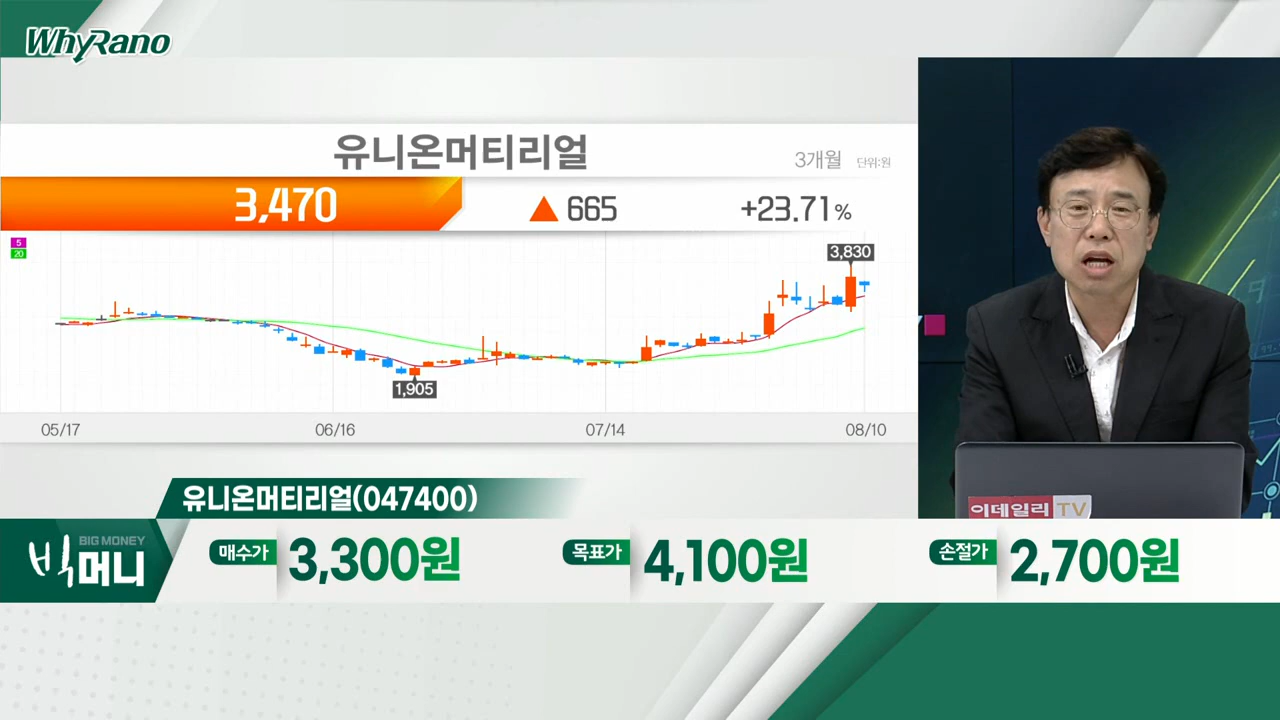 WhyRano
유니온머티리얼
3개월 단위:원
3,470 ▲ 665 +23.71%
5
20
3,830
1,905
05/17 06/16 07/14 08/10
이데일리 TV
유니온머티리얼(047400)
빅머니 BIG MONEY
매수가 3,300원 목표가 4,100원 손절가 2,700원